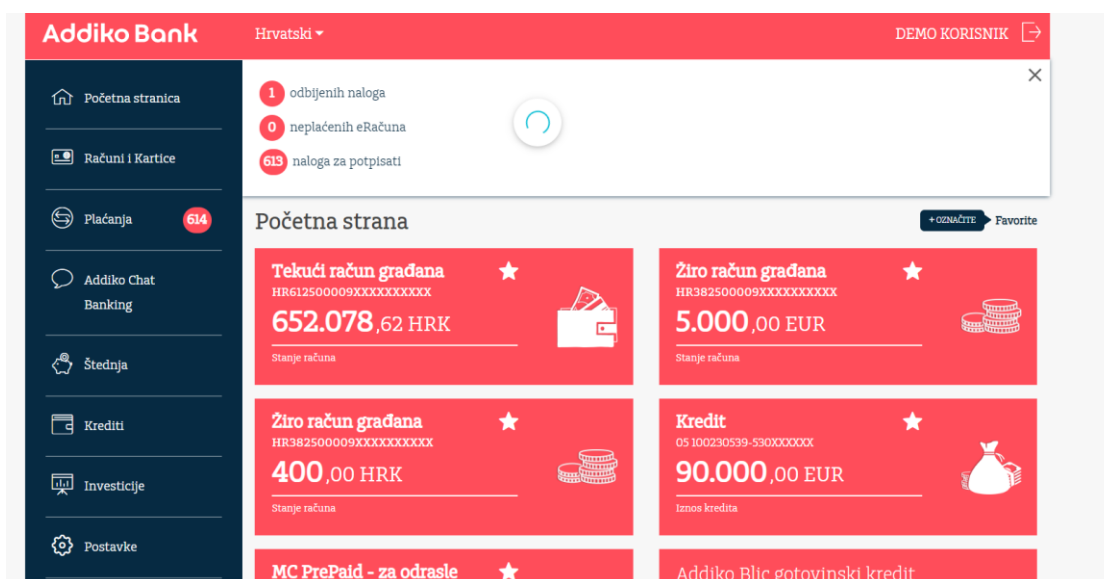 Addiko Bank
Hrvatski
DEMO KORISNIK
Početna stranica
Računi i Kartice
Plaćanja 614
Addiko Chat
Banking
Štednja
Krediti
Investicije
Postavke
1 odbijenih naloga
0 neplaćenih eRačuna
613 naloga za potpisati
Početna strana
+OZNAČITE Favorite
Tekući račun građana
HR612500009XXXXXXXXXX
652.078,62 HRK
Stanje računa
Žiro račun građana
HR382500009XXXXXXXXXX
5.000,00 EUR
Stanje računa
Žiro račun građana
HR382500009XXXXXXXXXX
400,00 HRK
Stanje računa
Kredit
05 100230539-530XXXXXX
90.000,00 EUR
Iznos kredita
MC PrePaid - za odrasle
Addiko Blic gotovinski kredit